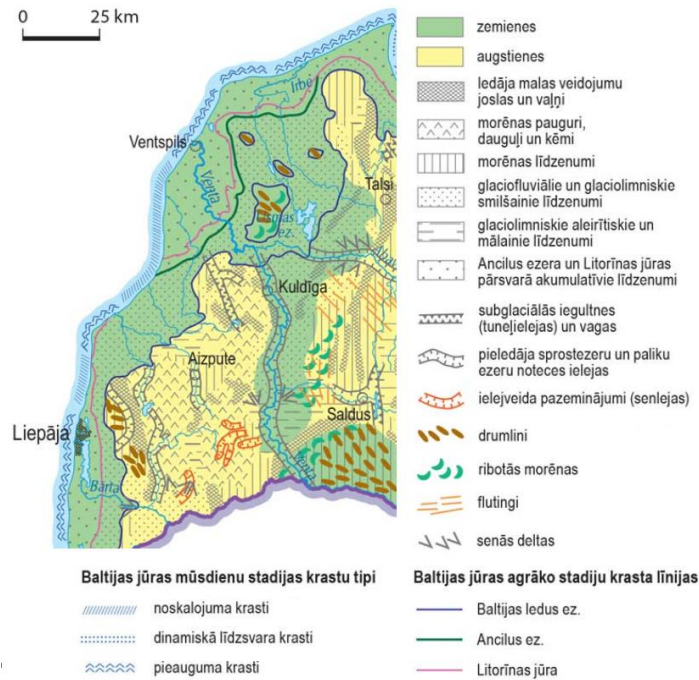 0 25 km
Irbe
Ventspils
Venta
Talsi
Usmas
ez.
Abava
Kuldīga
Aizpute
Saldus
Liepāja
Venta
Bārta
zemienes
augstienes
ledāja malas veidojumu
joslas un vaļņi
morēnas pauguri,
dauguļi un kēmi
morēnas līdzenumi
glaciofluviālie un glaciolimniskie
smilšainie līdzenumi
glaciolimniskie aleirītiskie un
mālainie līdzenumi
Ancilus ezera un Litorīnas jūras
pārsvarā akumulatīvie līdzenumi
subglaciālās iegultnes
(tuneļielejas) un vagas
pieledāja sprostezeru un paliku
ezeru noteces ielejas
ielejveida pazeminājumi (senlejas)
drumlini
ribotās morēnas
flutingi
senās deltas
Baltijas jūras mūsdienu stadijas krastu tipi
noskalojuma krasti
dinamiskā līdzsvara krasti
pieauguma krasti
Baltijas jūras agrāko stadiju krasta līnijas
Baltijas ledus ez.
Ancilus ez.
Litorīnas jūra